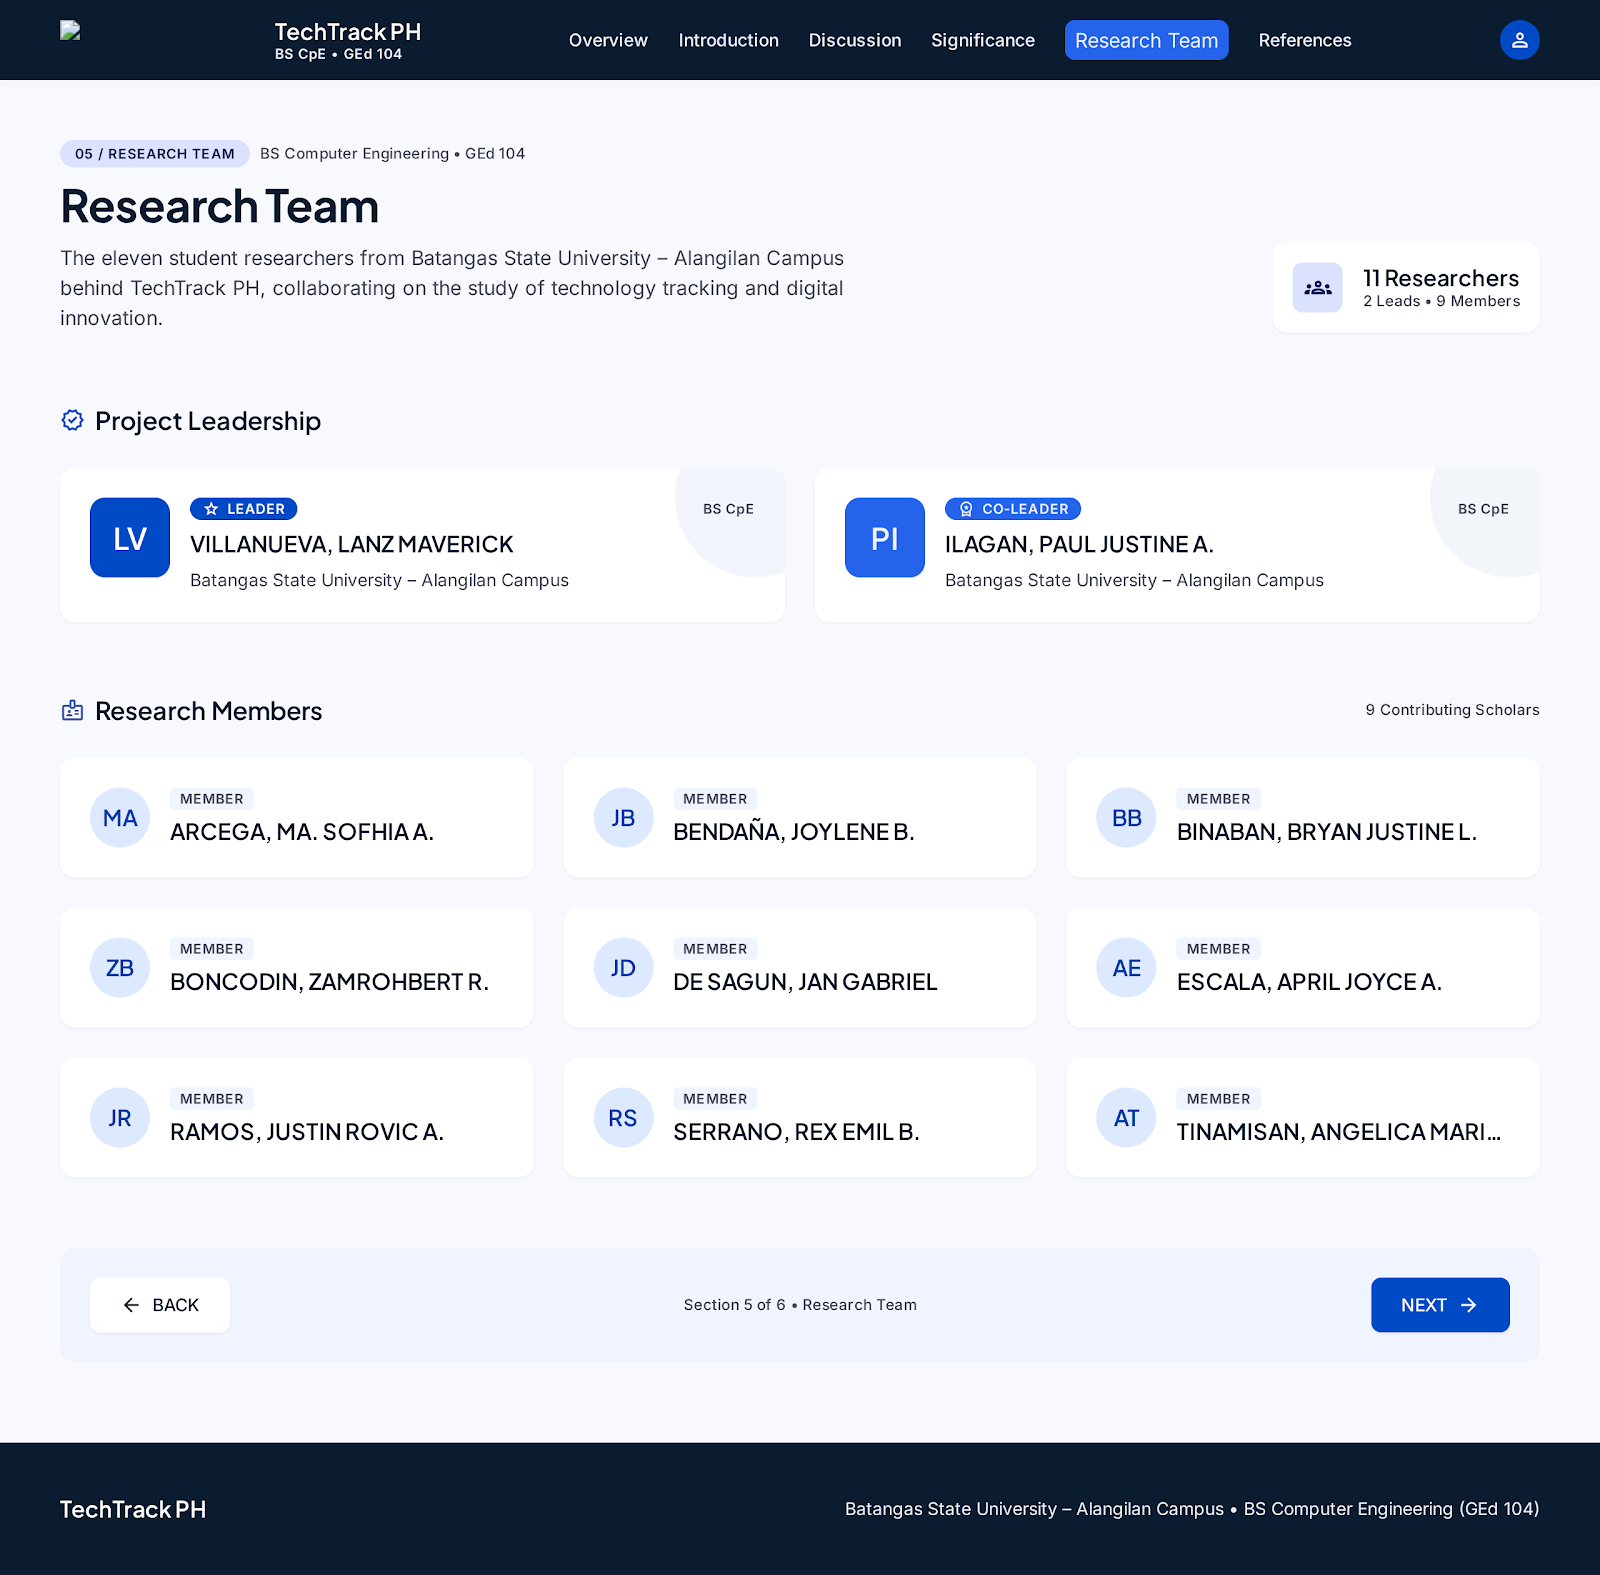 TechTrack PH
BS CpE • GEd 104
Overview
Introduction
Discussion
Significance
Research Team
References
05 / RESEARCH TEAM
BS Computer Engineering • GEd 104
Research Team
The eleven student researchers from Batangas State University – Alangilan Campus
behind TechTrack PH, collaborating on the study of technology tracking and digital
innovation.
11 Researchers
2 Leads • 9 Members
Project Leadership
LV
LEADER
VILLANUEVA, LANZ MAVERICK
Batangas State University – Alangilan Campus
BS CpE
PI
CO-LEADER
ILAGAN, PAUL JUSTINE A.
Batangas State University – Alangilan Campus
BS CpE
Research Members
9 Contributing Scholars
MA
MEMBER
ARCEGA, MA. SOFHIA A.
JB
MEMBER
BENDAÑA, JOYLENE B.
BB
MEMBER
BINABAN, BRYAN JUSTINE L.
ZB
MEMBER
BONCODIN, ZAMROHBERT R.
JD
MEMBER
DE SAGUN, JAN GABRIEL
AE
MEMBER
ESCALA, APRIL JOYCE A.
JR
MEMBER
RAMOS, JUSTIN ROVIC A.
RS
MEMBER
SERRANO, REX EMIL B.
AT
MEMBER
TINAMISAN, ANGELICA MARI...
BACK
Section 5 of 6 • Research Team
NEXT
TechTrack PH
Batangas State University – Alangilan Campus • BS Computer Engineering (GEd 104)